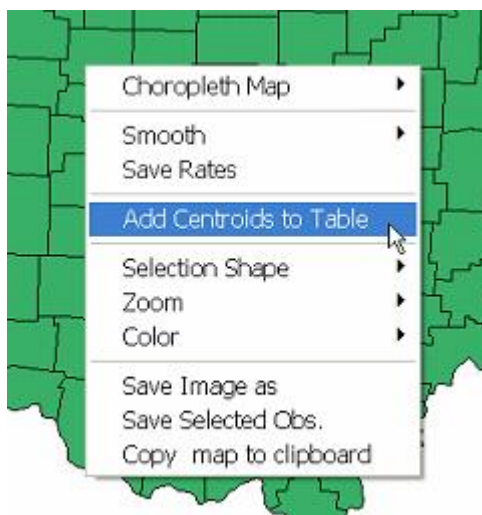 Choropleth Map
Smooth
Save Rates
Add Centroids to Table
Selection Shape
Zoom
Color
Save Image as
Save Selected Obs.
Copy map to clipboard